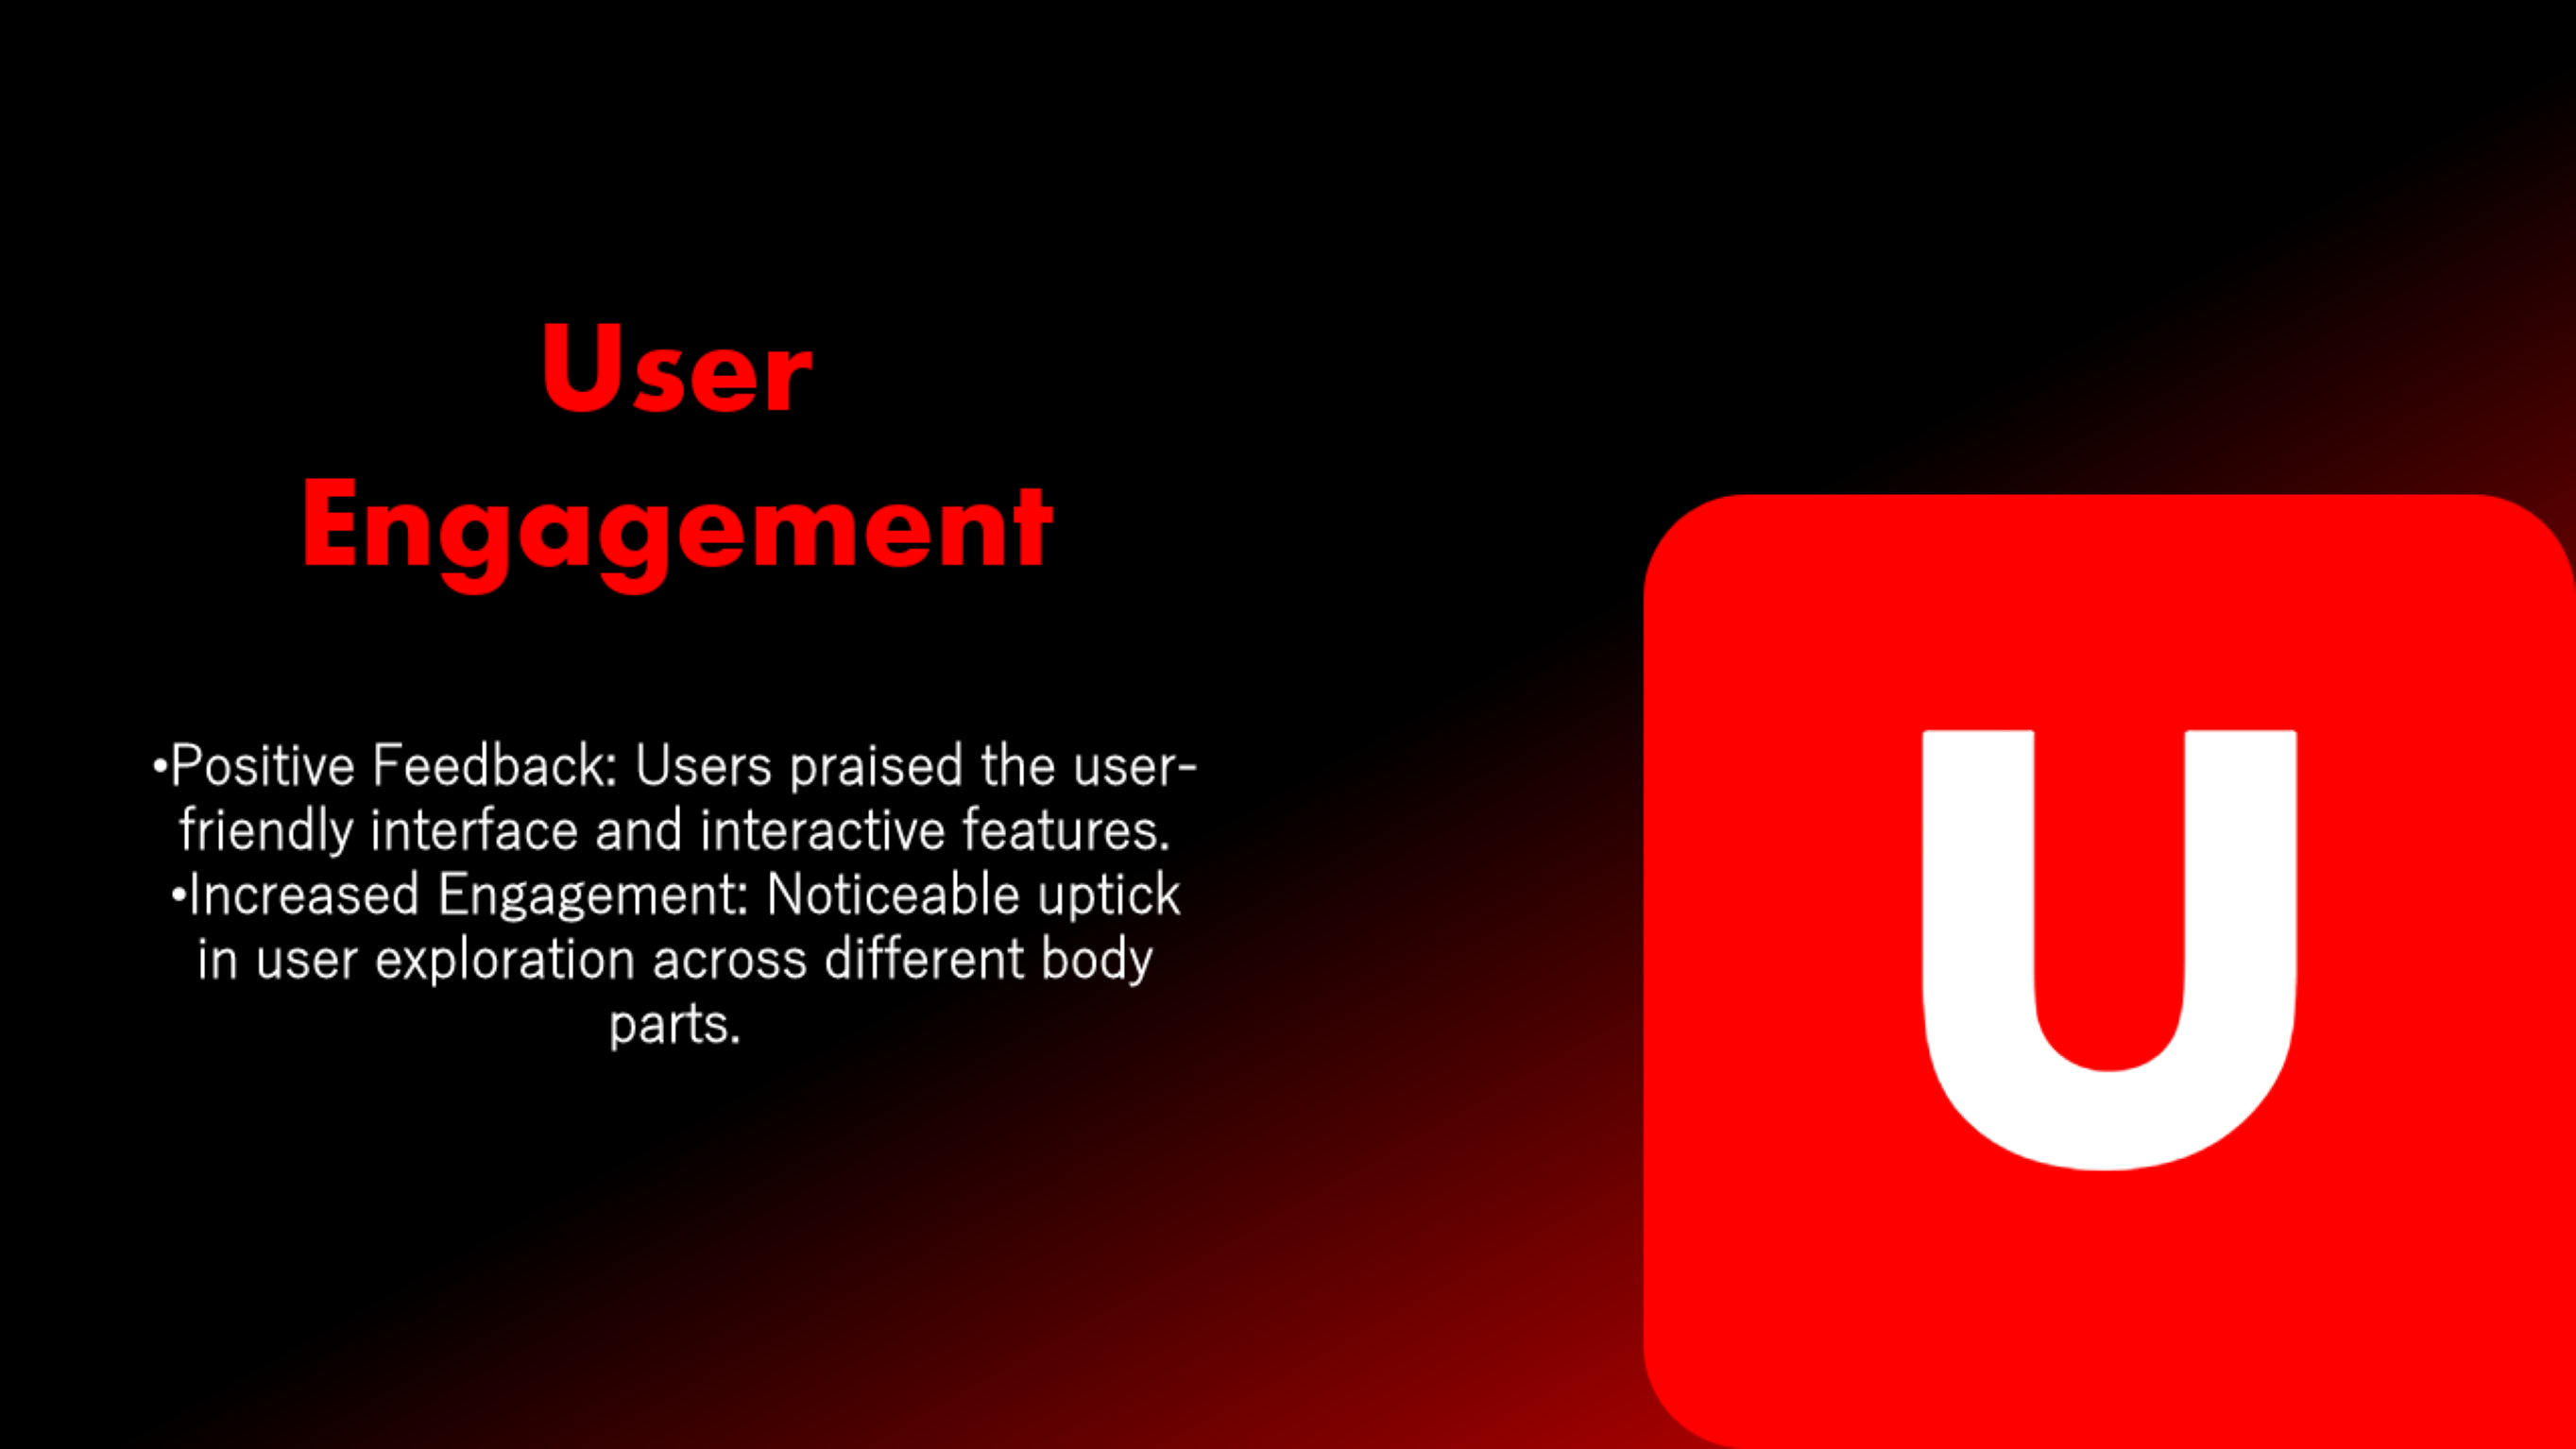 User
Engagement
•Positive Feedback: Users praised the user-
friendly interface and interactive features.
•Increased Engagement: Noticeable uptick
in user exploration across different body
parts.
U